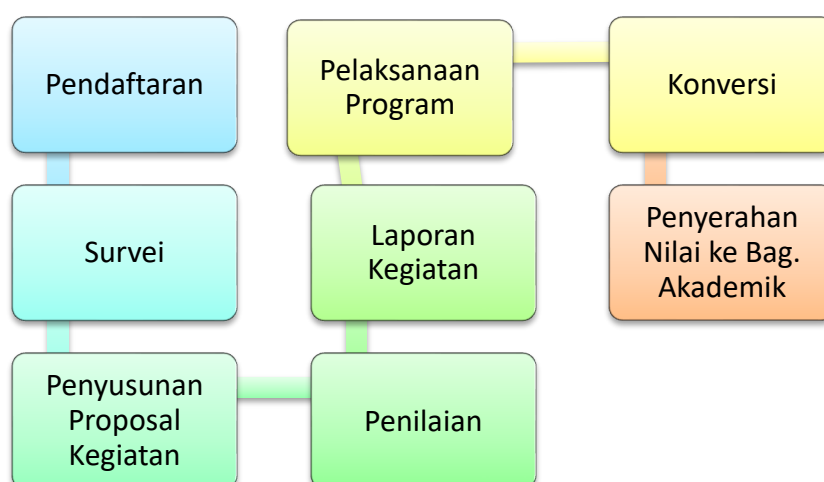 Pendaftaran
Survei
Penyusunan
Proposal
Kegiatan
Penilaian
Laporan
Kegiatan
Pelaksanaan
Program
Konversi
Penyerahan
Nilai ke Bag.
Akademik